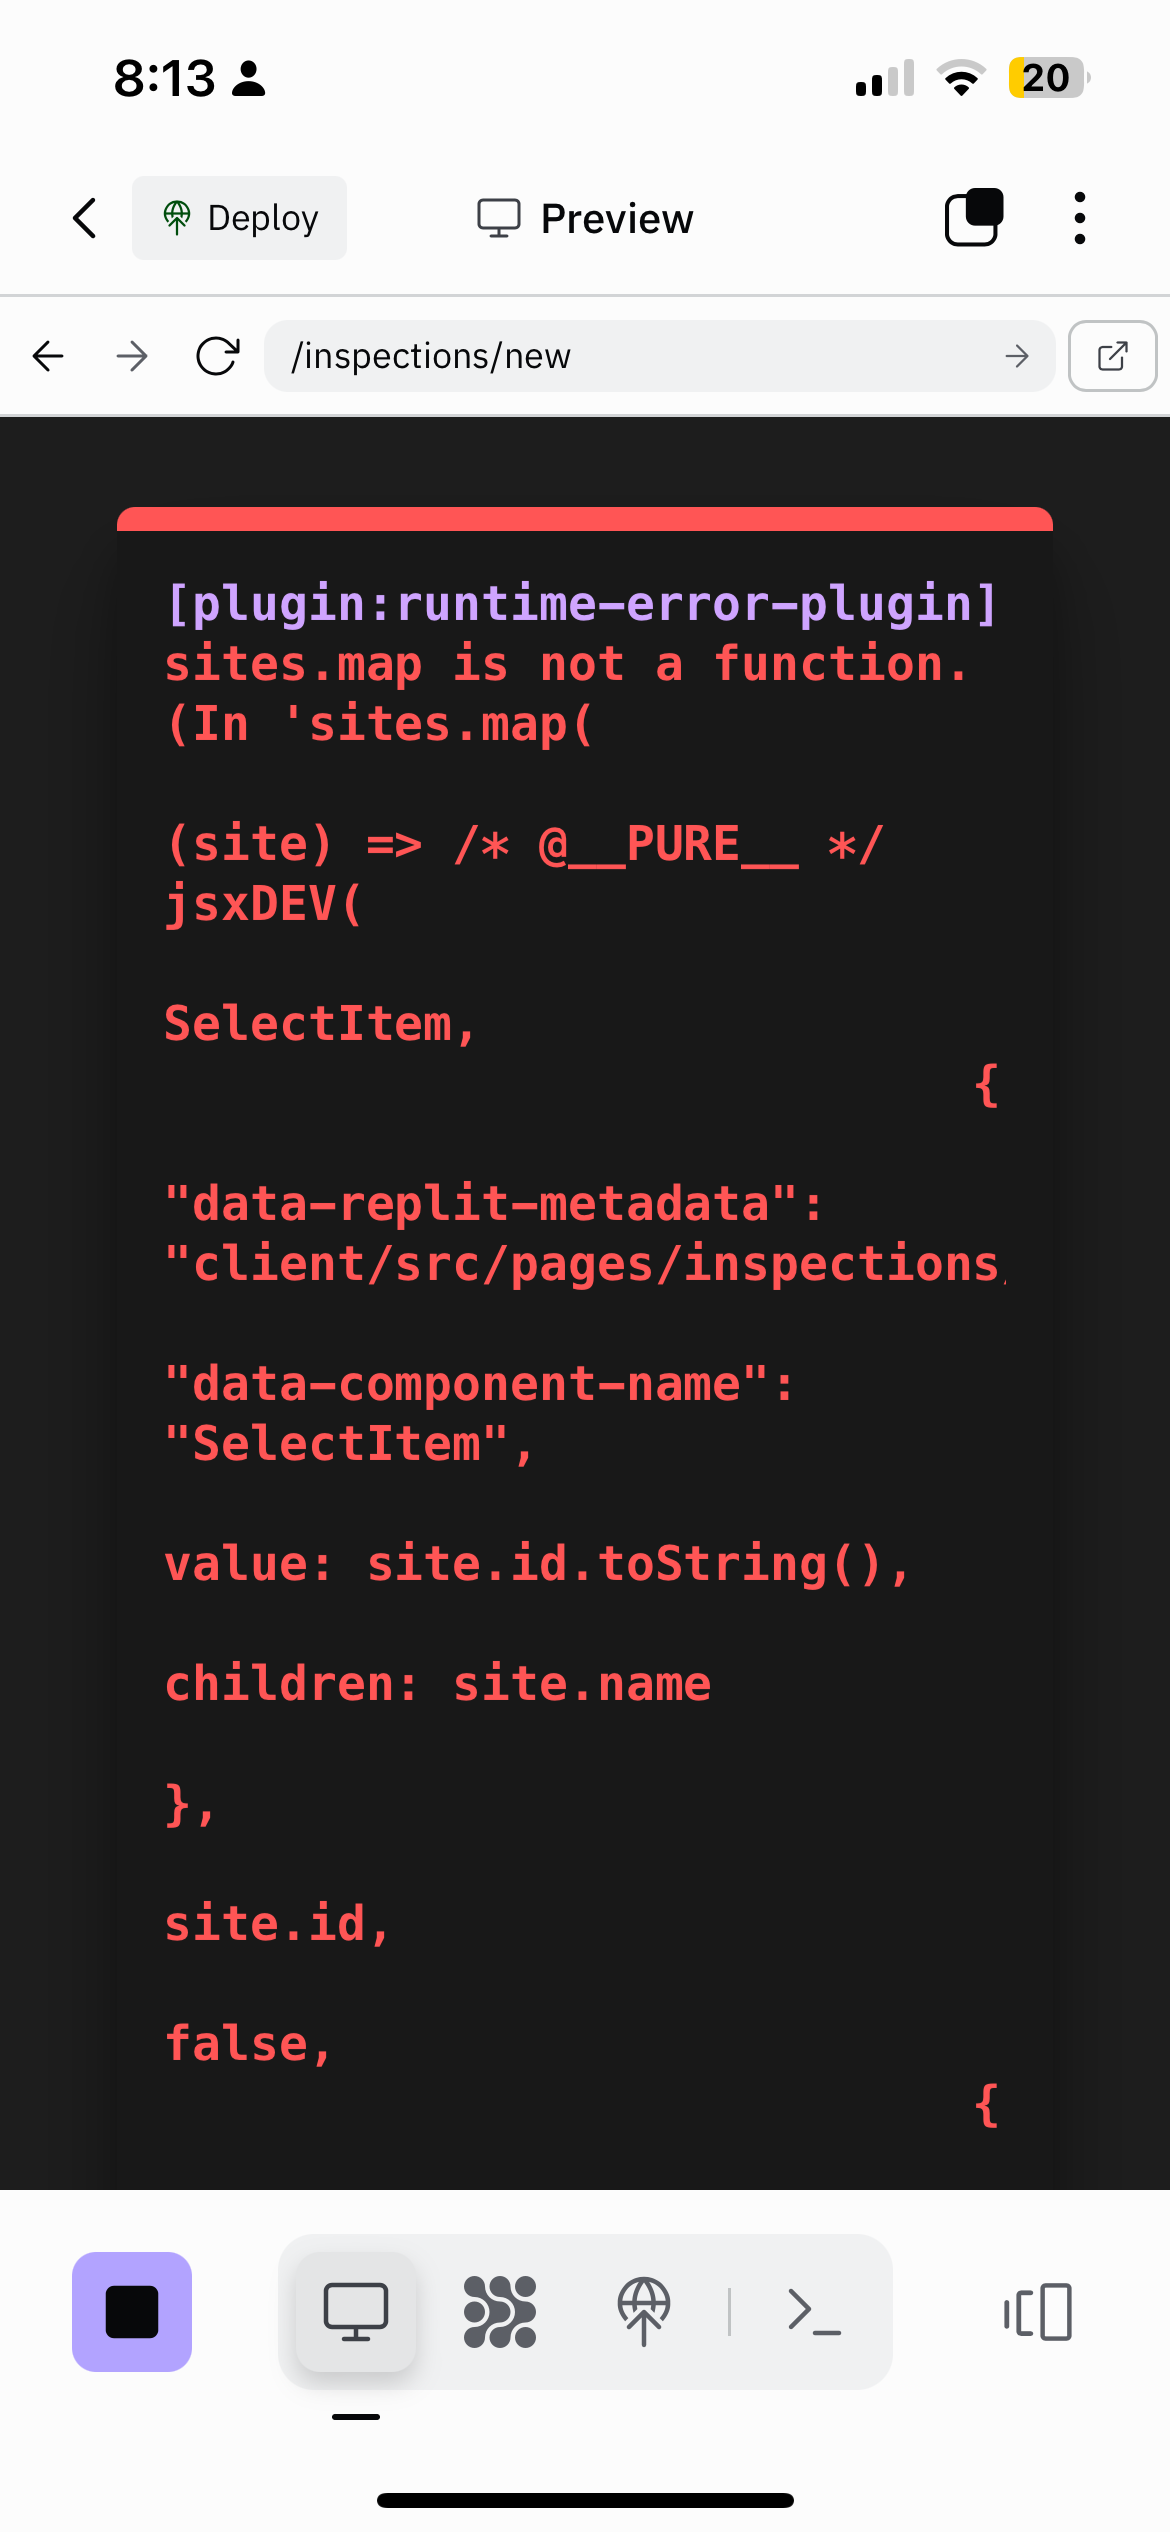 8:13
20
Deploy
Preview
/inspections/new
[plugin:runtime-error-plugin]
sites.map is not a function.
(In 'sites.map(
(site) => /* @__PURE__ */
jsxDEV(
SelectItem,
{
"data-replit-metadata":
"client/src/pages/inspections/
"data-component-name":
"SelectItem",
value: site.id.toString(),
children: site.name
},
site.id,
false,
{